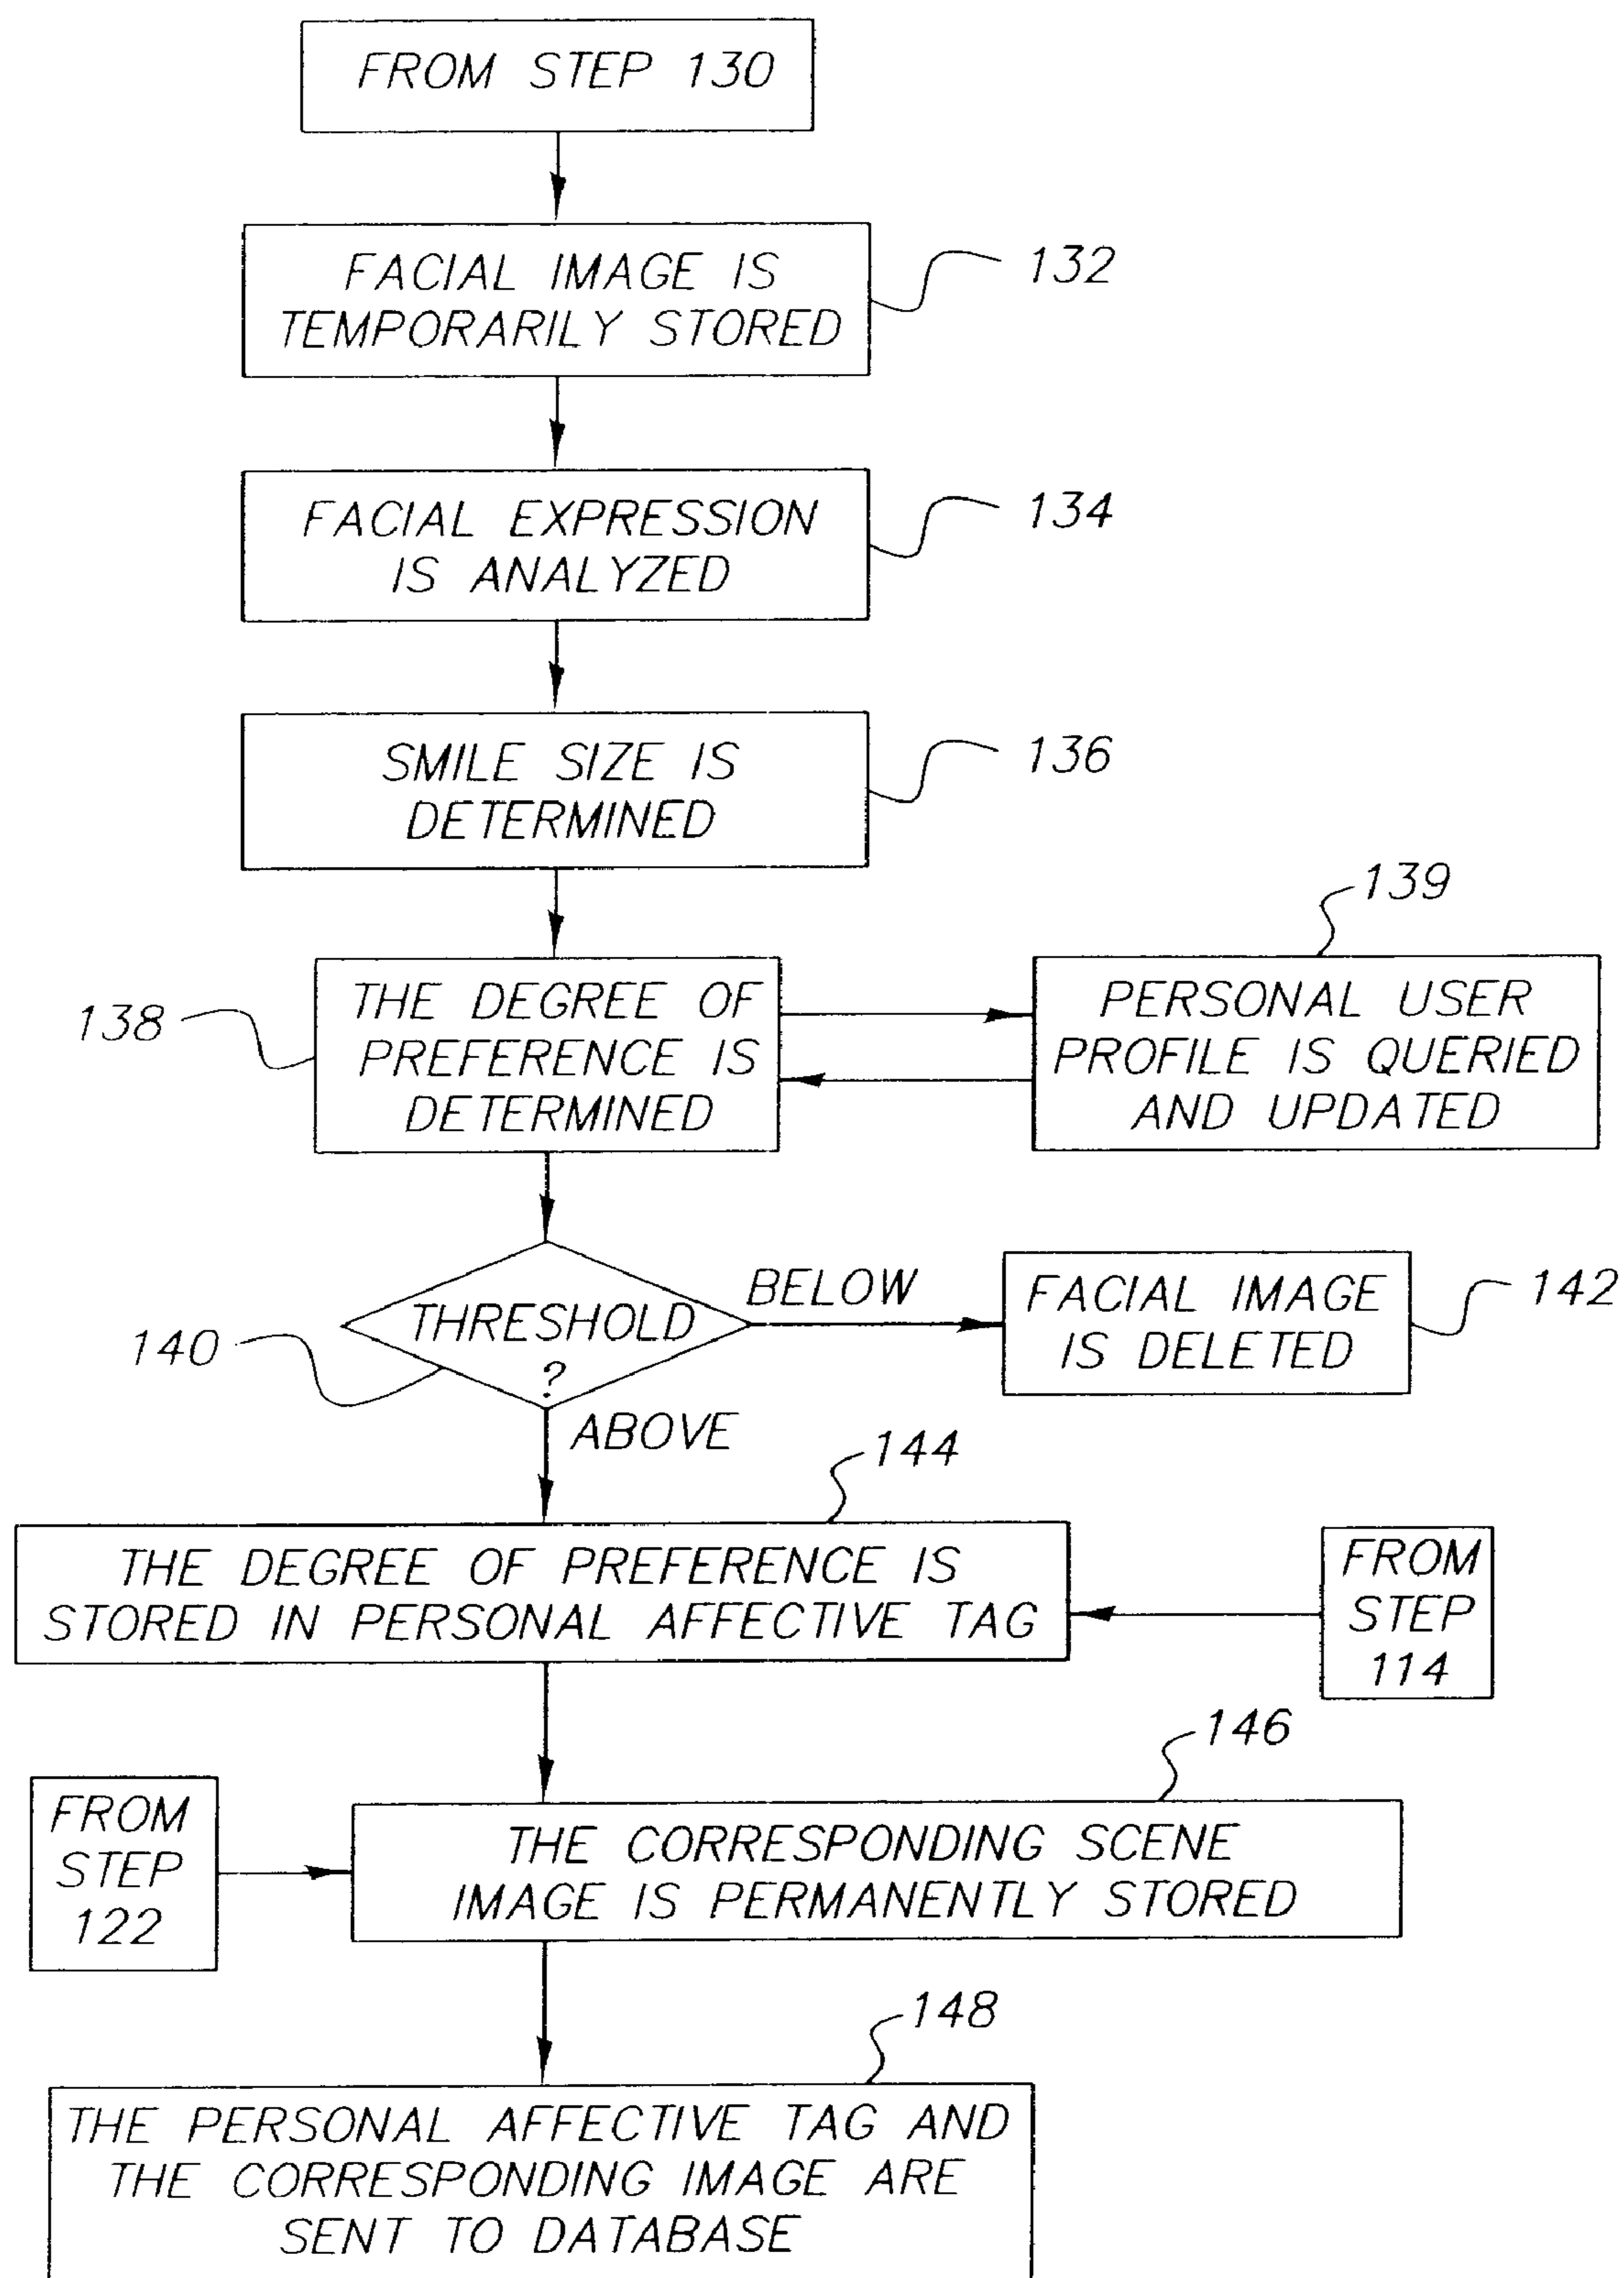 FROM STEP 130
FACIAL IMAGE IS
TEMPORARILY STORED
132
FACIAL EXPRESSION
IS ANALYZED
134
SMILE SIZE IS
DETERMINED
136
138
THE DEGREE OF
PREFERENCE IS
DETERMINED
139
PERSONAL USER
PROFILE IS QUERIED
AND UPDATED
140
THRESHOLD
?
BELOW
FACIAL IMAGE
IS DELETED
142
ABOVE
144
THE DEGREE OF PREFERENCE IS
STORED IN PERSONAL AFFECTIVE TAG
FROM
STEP
114
146
FROM
STEP
122
THE CORRESPONDING SCENE
IMAGE IS PERMANENTLY STORED
148
THE PERSONAL AFFECTIVE TAG AND
THE CORRESPONDING IMAGE ARE
SENT TO DATABASE